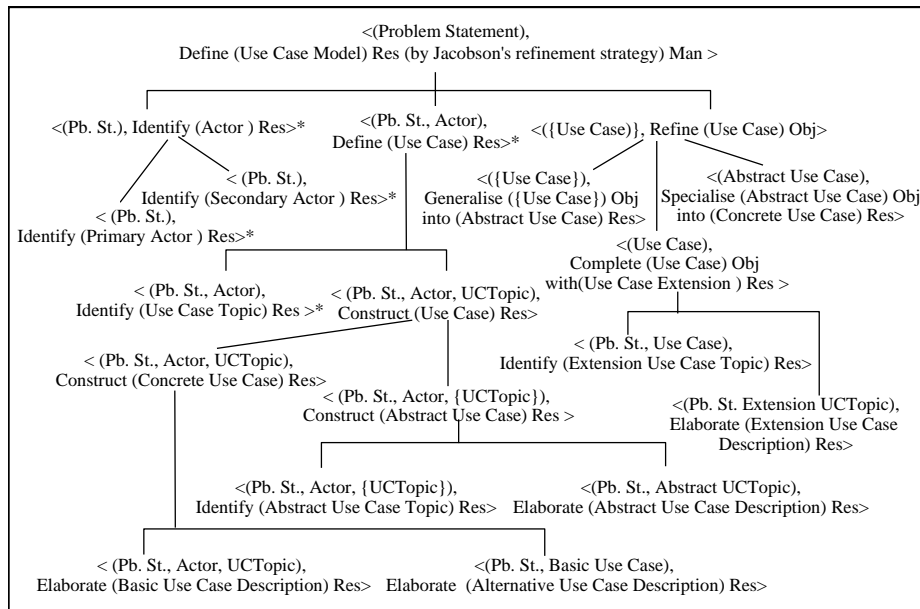 <(Problem Statement),
Define (Use Case Model) Res (by Jacobson's refinement strategy) Man >
<(Pb. St.), Identify (Actor ) Res>*
<(Pb. St., Actor),
Define (Use Case) Res>*
<({Use Case)}, Refine (Use Case) Obj>
< (Pb. St.),
Identify (Secondary Actor ) Res>*
< (Pb. St.),
Identify (Primary Actor ) Res>*
<({Use Case}),
Generalise ({Use Case}) Obj
into (Abstract Use Case) Res>
<(Abstract Use Case),
Specialise (Abstract Use Case) Obj
into (Concrete Use Case) Res>
<(Use Case),
Complete (Use Case) Obj
with(Use Case Extension ) Res >
< (Pb. St., Actor),
Identify (Use Case Topic) Res >*
< (Pb. St., Actor, UCTopic),
Construct (Use Case) Res>
< (Pb. St., Use Case),
Identify (Extension Use Case Topic) Res>
< (Pb. St., Actor, UCTopic),
Construct (Concrete Use Case) Res>
< (Pb. St., Actor, {UCTopic}),
Construct (Abstract Use Case) Res >
<(Pb. St. Extension UCTopic),
Elaborate (Extension Use Case
Description) Res>
<(Pb. St., Actor, {UCTopic}),
Identify (Abstract Use Case Topic) Res>
<(Pb. St., Abstract UCTopic),
Elaborate (Abstract Use Case Description) Res>
< (Pb. St., Actor, UCTopic),
Elaborate (Basic Use Case Description) Res>
<(Pb. St., Basic Use Case),
Elaborate (Alternative Use Case Description) Res>